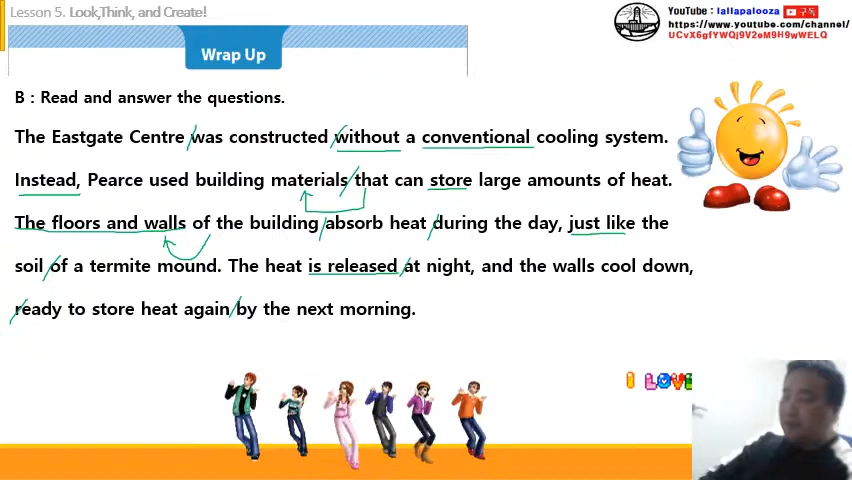 Lesson 5. Look,Think, and Create!
YouTube : lallapalooza 구독
https://www.youtube.com/channel/
UCvX6gfYWQj9V2eM9H9wWELQ
Wrap Up
B : Read and answer the questions.
The Eastgate Centre was constructed without a conventional cooling system.
Instead, Pearce used building materials that can store large amounts of heat.
The floors and walls of the building absorb heat during the day, just like the
soil of a termite mound. The heat is released at night, and the walls cool down,
ready to store heat again by the next morning.
I LOVE